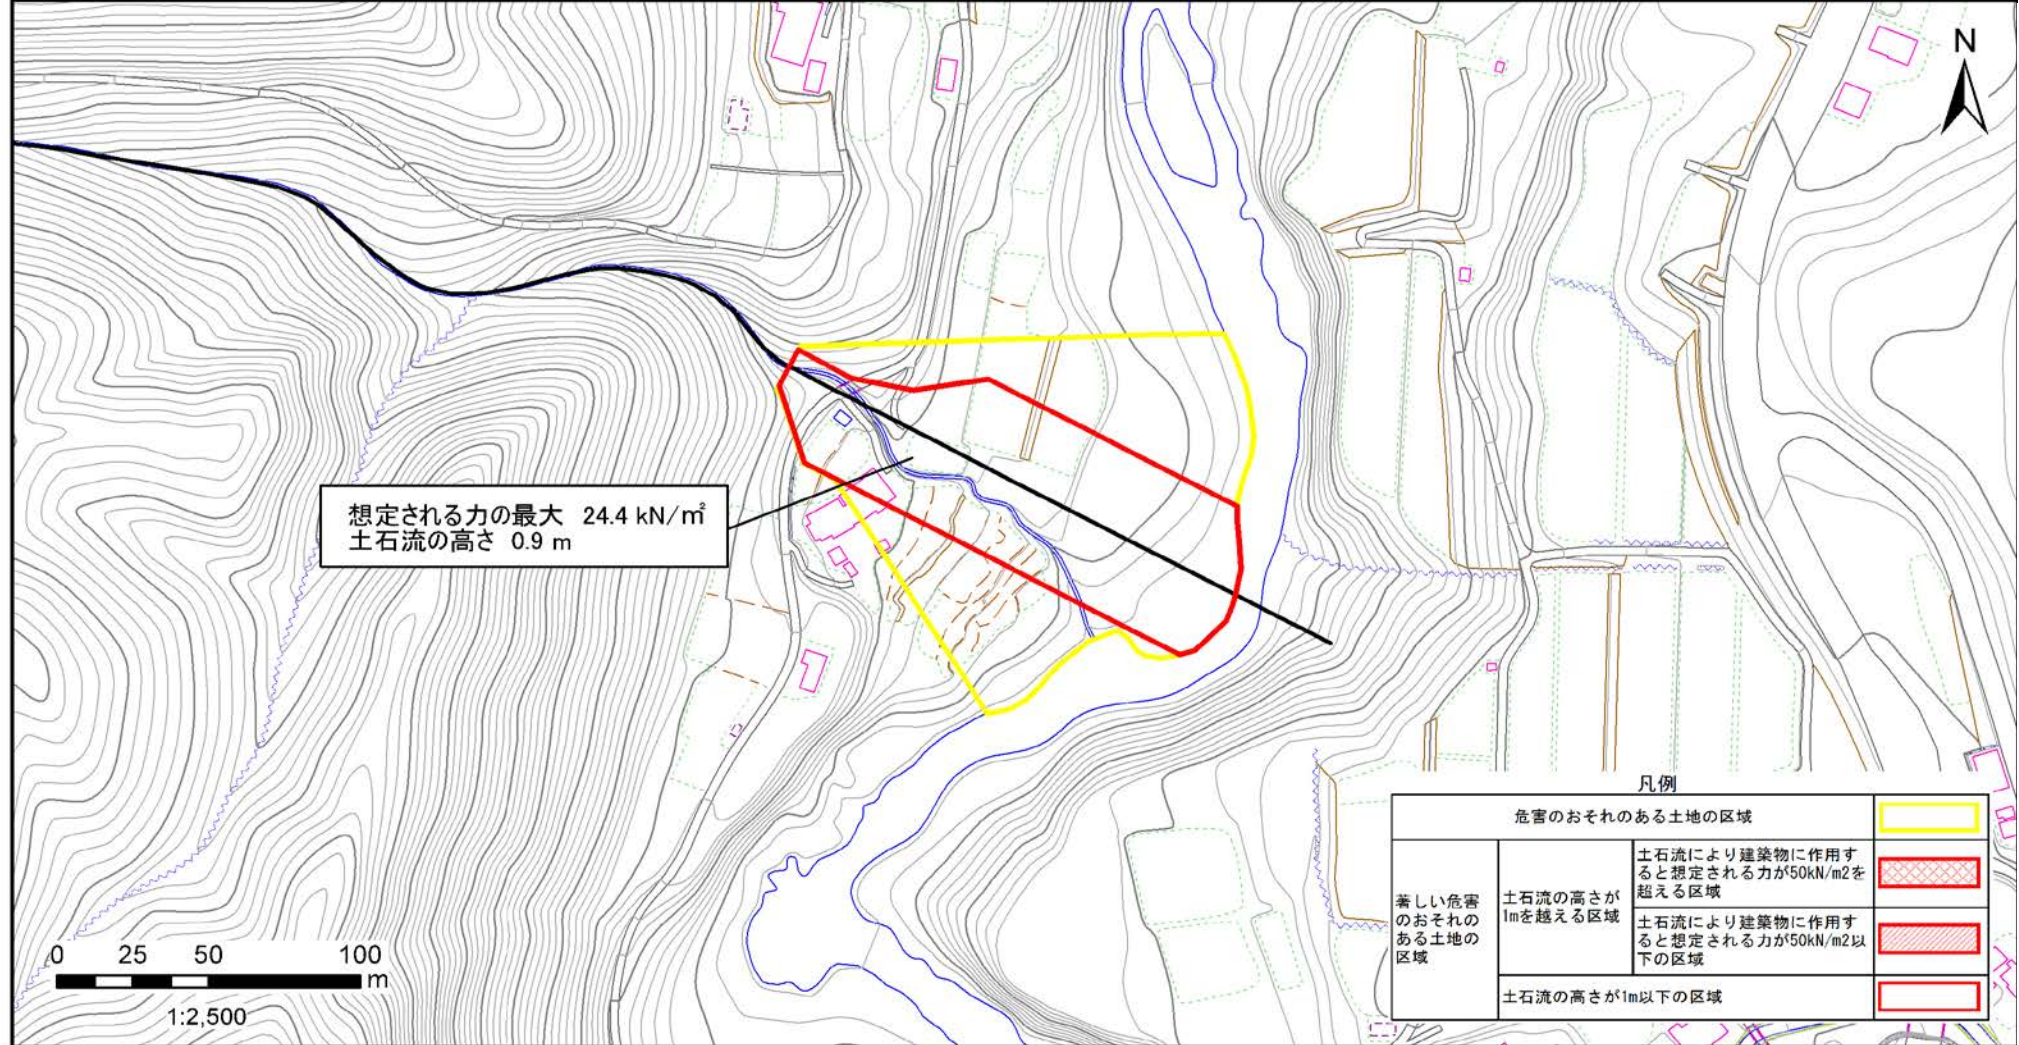 N
想定される力の最大 24.4 kN/㎡
土石流の高さ 0.9 m
0 25 50 100
m
1:2,500
凡例
危害のおそれのある土地の区域
著しい危害
のおそれの
ある土地の
区域
土石流の高さが
1mを越える区域
土石流により建築物に作用す
ると想定される力が50kN/m2を
超える区域
土石流により建築物に作用す
ると想定される力が50kN/m2以
下の区域
土石流の高さが1m以下の区域